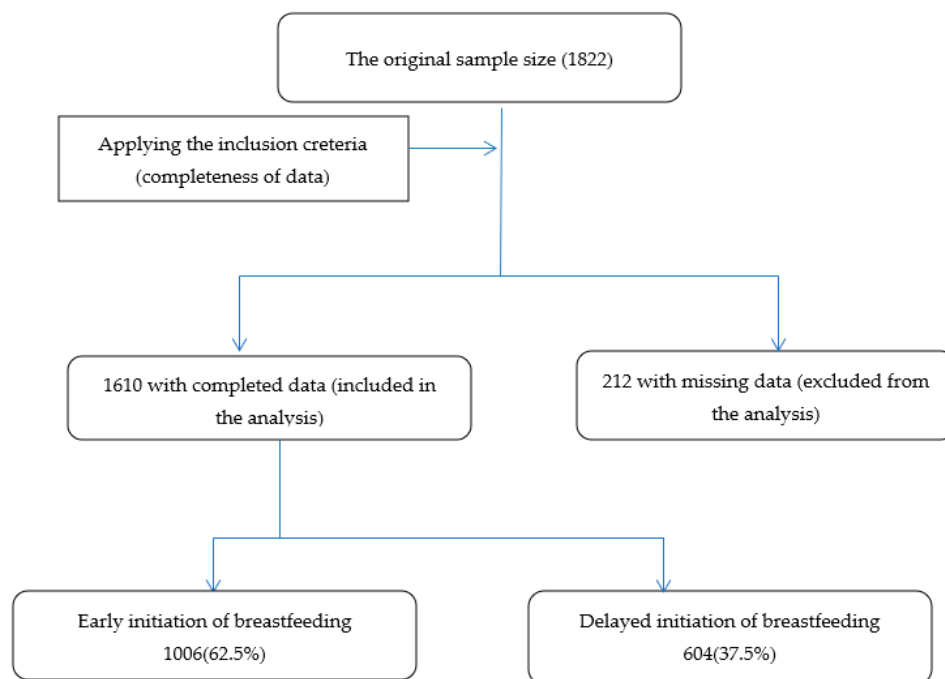 The original sample size (1822)
Applying the inclusion creteria
(completeness of data)
1610 with completed data (included in
the analysis)
212 with missing data (excluded from
the analysis)
Early initiation of breastfeeding
1006(62.5%)
Delayed initiation of breastfeeding
604(37.5%)